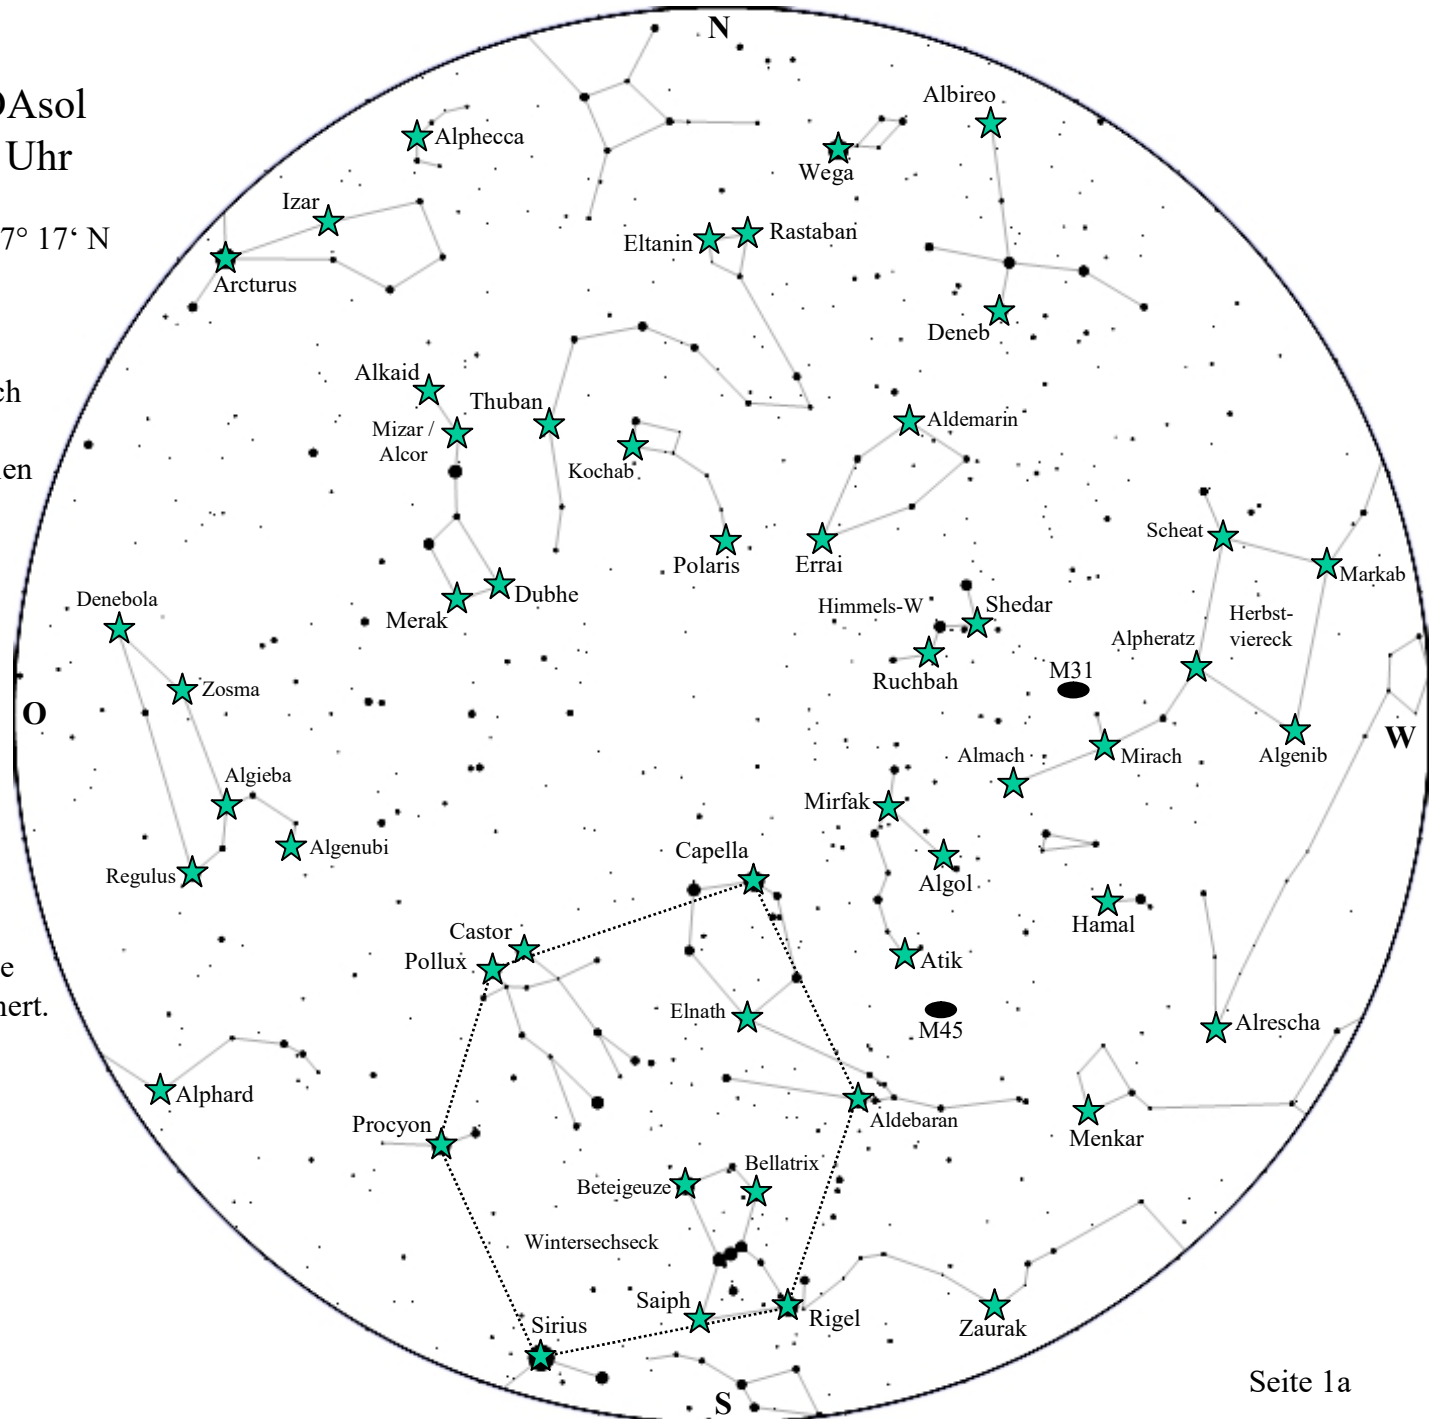 N
Albireo
DAsol
Alphecca
Uhr
Wega
Izar
7° 17‘ N
Eltanin
Rastaban
Arcturus
Deneb
Alkaid
ch
Thuban
Aldemarin
Mizar /
Alcor
Kochab
en
Scheat
Polaris
Errai
Markab
Dubhe
Denebola
Merak
Himmels-W
Shedar
Herbst-
viereck
Alpheratz
Ruchbah
M31
Zosma
O
W
Almach
Mirach
Algenib
Algieba
Mirfak
Algenubi
Capella
Regulus
Algol
Hamal
Castor
Pollux
Atik
e
nert.
Elnath
M45
Alrescha
Alphard
Procyon
Aldebaran
Menkar
Bellatrix
Beteigeuze
Wintersechseck
Saiph
Rigel
Zaurak
Sirius
Seite 1a
S